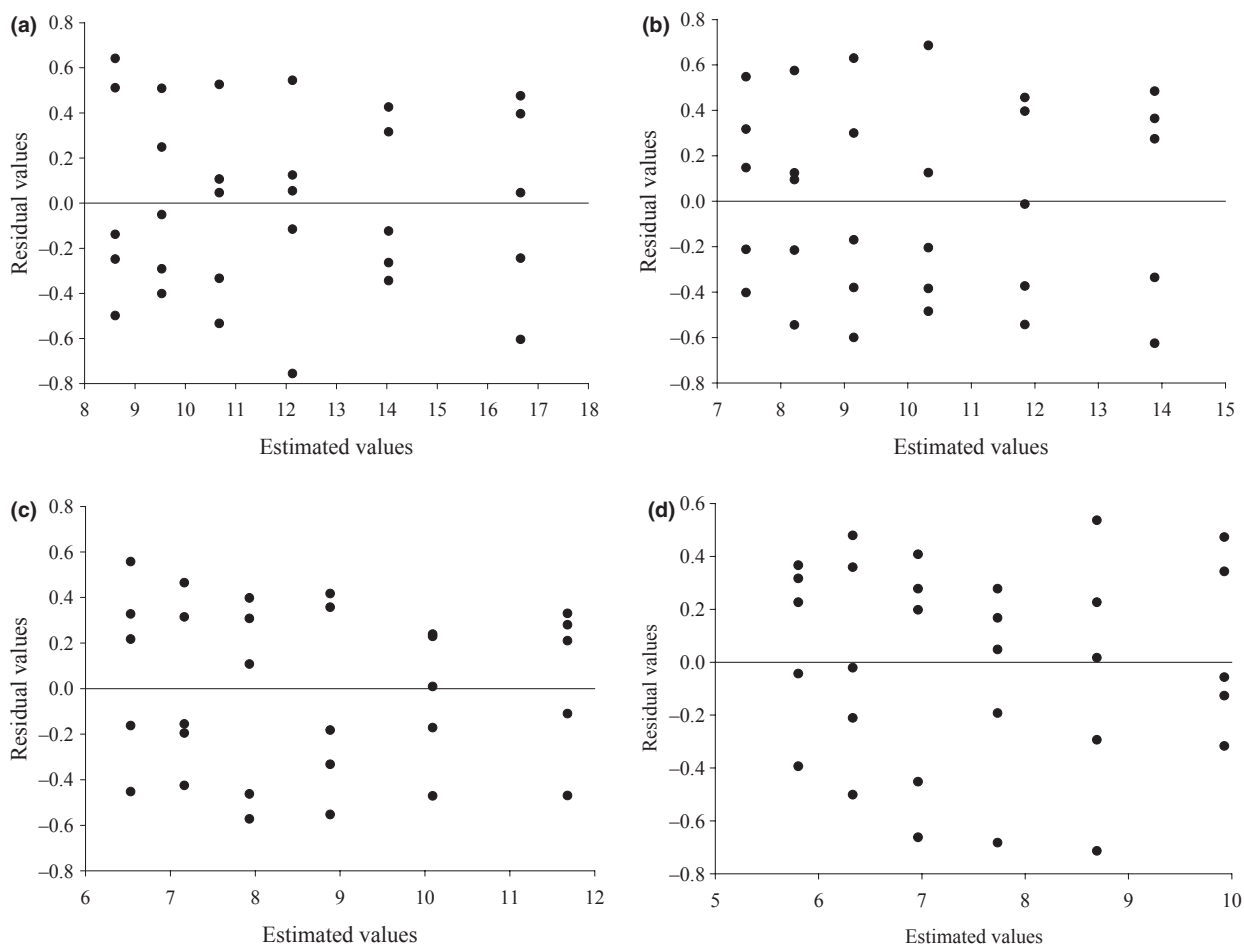 (a)
0.8
0.6
0.4
0.2
0.0
–0.2
–0.4
–0.6
–0.8
Residual values
8 9 10 11 12 13 14 15 16 17 18
Estimated values
(b)
0.8
0.6
0.4
0.2
0.0
–0.2
–0.4
–0.6
–0.8
Residual values
7 8 9 10 11 12 13 14 15
Estimated values
(c)
0.8
0.6
0.4
0.2
0.0
–0.2
–0.4
–0.6
–0.8
Residual values
6 7 8 9 10 11 12
Estimated values
(d)
0.6
0.4
0.2
0.0
–0.2
–0.4
–0.6
–0.8
Residual values
5 6 7 8 9 10
Estimated values